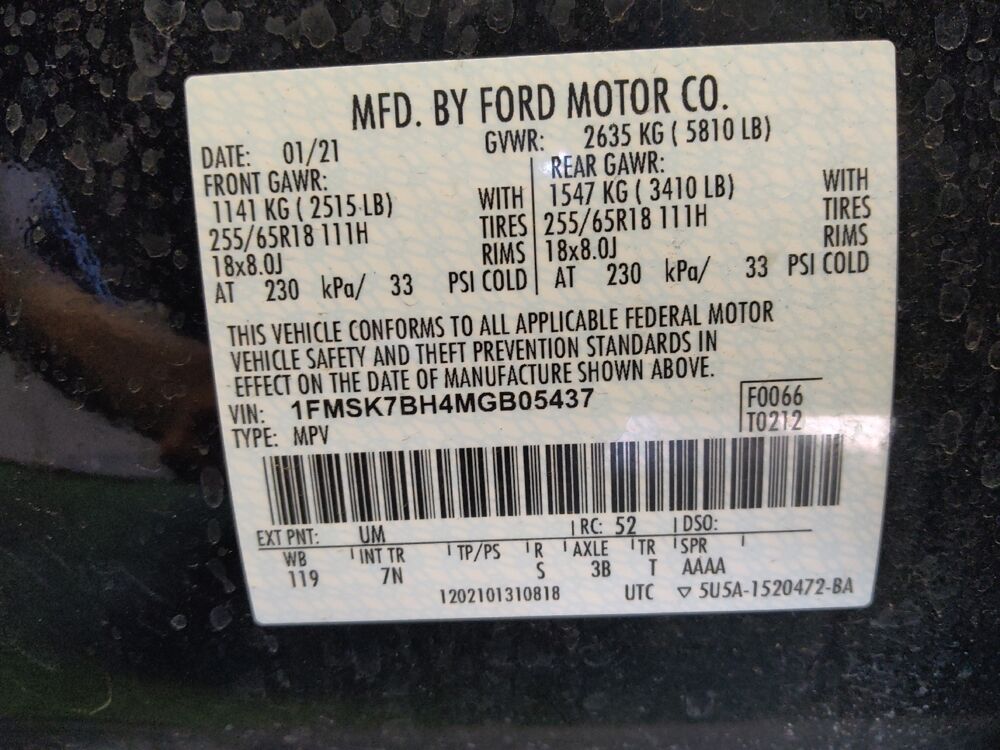 MFD. BY FORD MOTOR CO.
DATE: 01/21
GVWR: 2635 KG ( 5810 LB)
FRONT GAWR:
1141 KG ( 2515 LB) WITH
255/65R18 111H TIRES
18x8.0J RIMS
AT 230 kPa/ 33 PSI COLD
REAR GAWR:
1547 KG ( 3410 LB) WITH
255/65R18 111H TIRES
18x8.0J RIMS
AT 230 kPa/ 33 PSI COLD
THIS VEHICLE CONFORMS TO ALL APPLICABLE FEDERAL MOTOR
VEHICLE SAFETY AND THEFT PREVENTION STANDARDS IN
EFFECT ON THE DATE OF MANUFACTURE SHOWN ABOVE.
VIN: 1FMSK7BH4MGB05437
TYPE: MPV
F0066
T0212
EXT PNT: UM RC: 52 DSO:
WB INT TR TP/PS R AXLE TR SPR
119 7N S 3B T AAAA
1202101310818 UTC ▽ 5U5A-1520472-BA